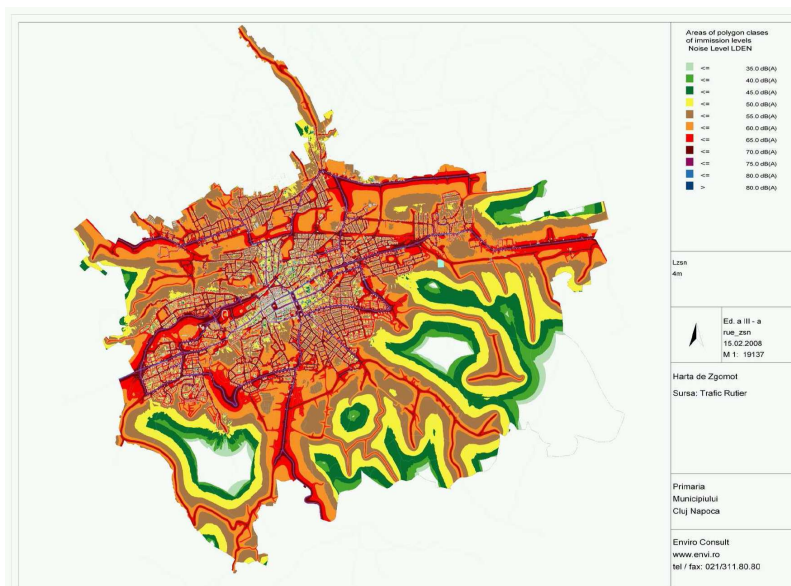 Areas of polygon clases
of immission levels
Noise Level LDEN
<= 35.0 dB(A)
<= 40.0 dB(A)
<= 45.0 dB(A)
<= 50.0 dB(A)
<= 55.0 dB(A)
<= 60.0 dB(A)
<= 65.0 dB(A)
<= 70.0 dB(A)
<= 75.0 dB(A)
<= 80.0 dB(A)
> 80.0 dB(A)
Lzsn
4m
Ed. a III - a
rue_zsn
15.02.2008
M 1: 19137
Harta de Zgomot
Sursa: Trafic Rutier
Primaria
Municipiului
Cluj Napoca
Enviro Consult
www.envi.ro
tel / fax: 021/311.80.80